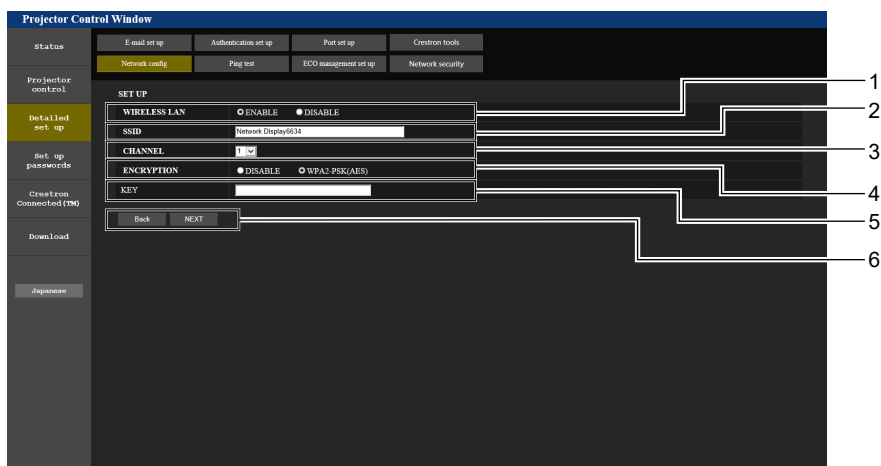 Projector Control Window
Status
Projector
control
Detailed
set up
Set up
passwords
Crestron
Connected(TM)
Download
Japanese
E-mail set up Authentication set up Port set up Crestron tools
Network config Ping test ECO management set up Network security
SET UP
WIRELESS LAN ENABLE DISABLE
SSID Network Display6634
CHANNEL 1
ENCRYPTION DISABLE WPA2-PSK(AES)
KEY
Back NEXT
1
2
3
4
5
6